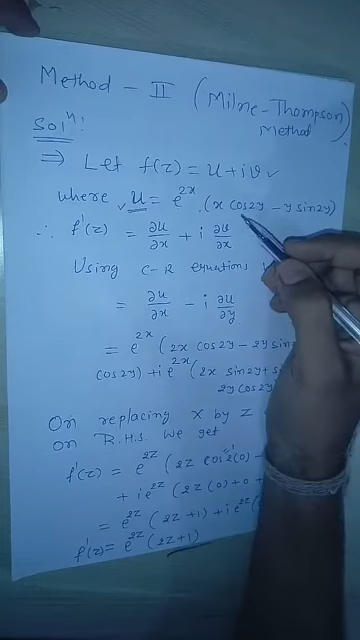 Method - II (Milne-Thompson Method)
Solⁿ:
⇒ Let f(z) = u + iv ✓
where ✓ u = e^{2x} . (x cos2y - y sin2y)
∴ f'(z) = ∂u/∂x + i ∂v/∂x
Using C-R equations
= ∂u/∂x - i ∂u/∂y
= e^{2x} (2x cos2y - 2y sin
cos2y) + i e^{2x} (2x sin2y +
2y cos2y
On replacing x by z
on R.H.S. we get
f'(z) = e^{2z} (2z cos2(0) -
+ i e^{2z} (2z (0) + 0 +
= e^{2z} (2z + 1) + i e^{2z} (
f'(z) = e^{2z} (2z+1)